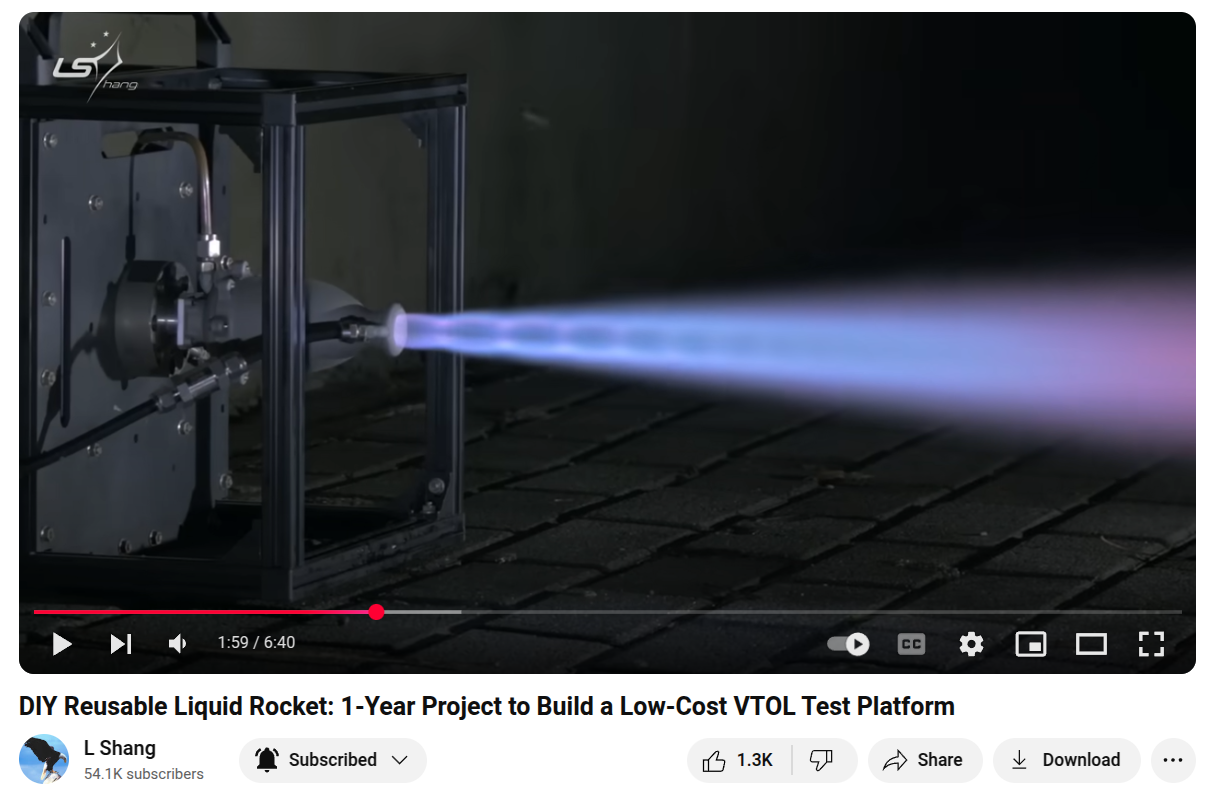 LS
hang
1:59 / 6:40
CC
DIY Reusable Liquid Rocket: 1-Year Project to Build a Low-Cost VTOL Test Platform
L Shang
54.1K subscribers
Subscribed
1.3K
Share
Download